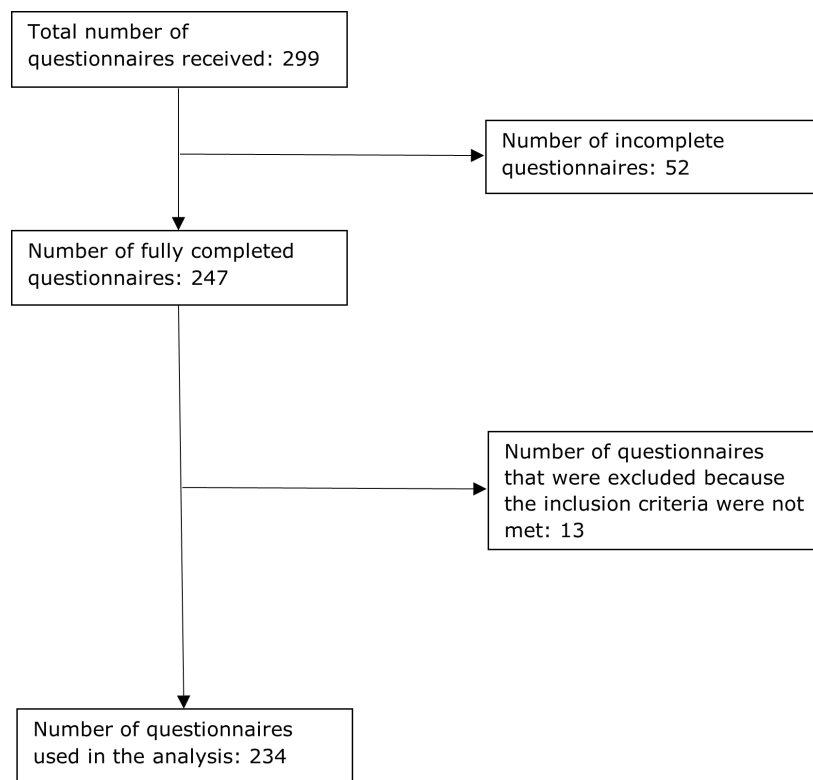 Total number of
questionnaires received: 299
Number of incomplete
questionnaires: 52
Number of fully completed
questionnaires: 247
Number of questionnaires
that were excluded because
the inclusion criteria were not
met: 13
Number of questionnaires
used in the analysis: 234